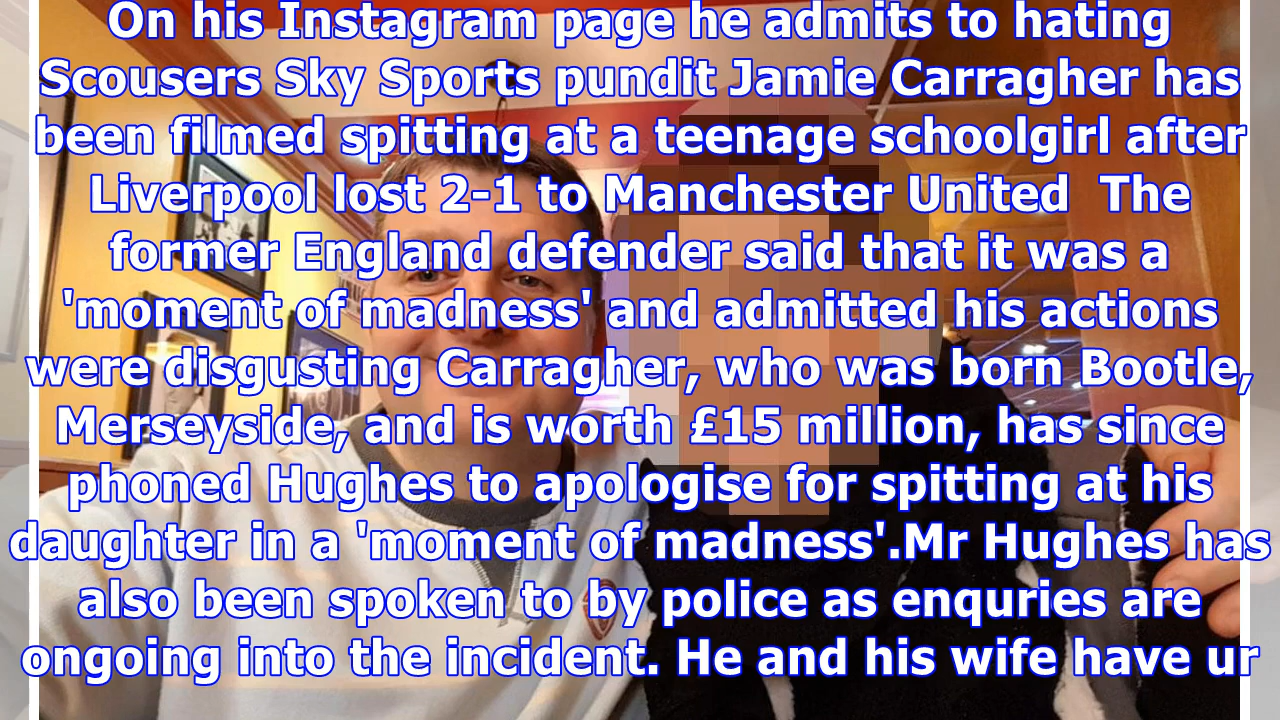 On his Instagram page he admits to hating
Scousers Sky Sports pundit Jamie Carragher has
been filmed spitting at a teenage schoolgirl after
Liverpool lost 2-1 to Manchester United  The
former England defender said that it was a
'moment of madness' and admitted his actions
were disgusting Carragher, who was born Bootle,
Merseyside, and is worth £15 million, has since
phoned Hughes to apologise for spitting at his
daughter in a 'moment of madness'.Mr Hughes has
also been spoken to by police as enquries are
ongoing into the incident. He and his wife have ur